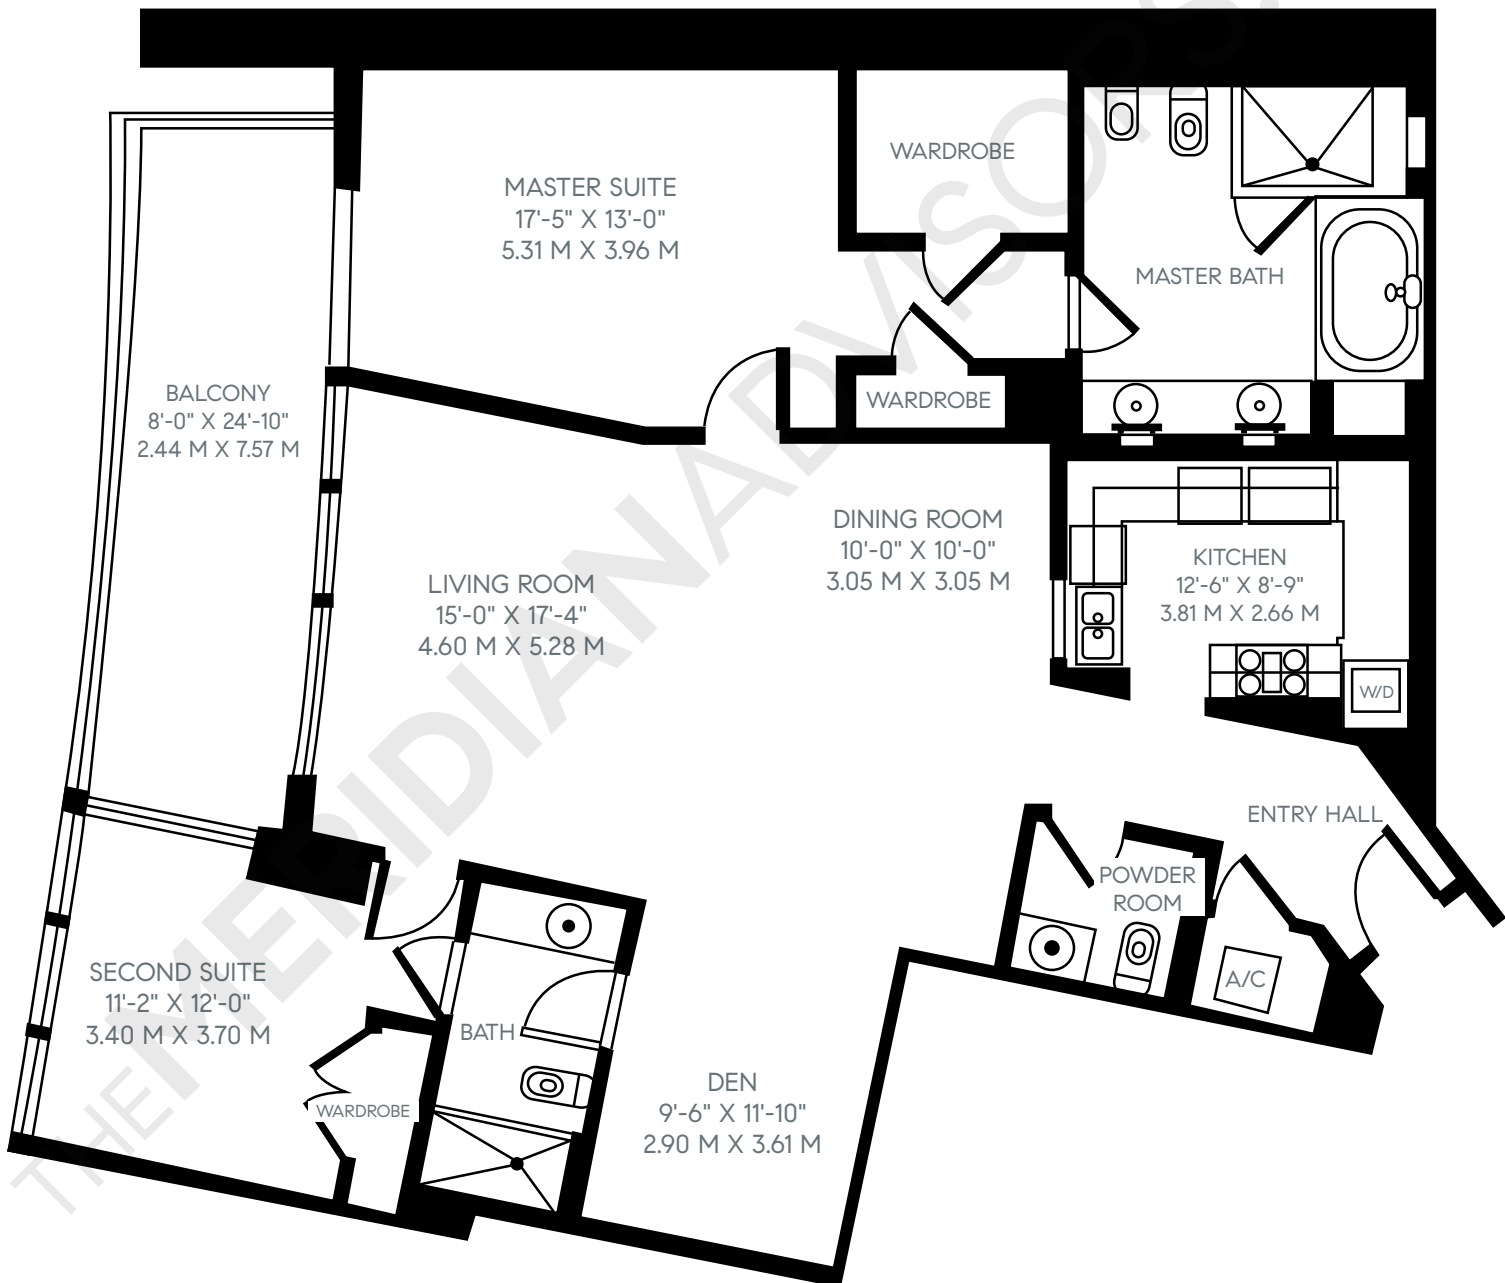 WARDROBE
MASTER SUITE
17'-5" X 13'-0"
5.31 M X 3.96 M
MASTER BATH
BALCONY
8'-0" X 24'-10"
2.44 M X 7.57 M
WARDROBE
DINING ROOM
10'-0" X 10'-0"
3.05 M X 3.05 M
KITCHEN
12'-6" X 8'-9"
3.81 M X 2.66 M
LIVING ROOM
15'-0" X 17'-4"
4.60 M X 5.28 M
W/D
ENTRY HALL
POWDER
ROOM
SECOND SUITE
11'-2" X 12'-0"
3.40 M X 3.70 M
A/C
BATH
DEN
9'-6" X 11'-10"
2.90 M X 3.61 M
WARDROBE
THEMERIDIANADVISORS.